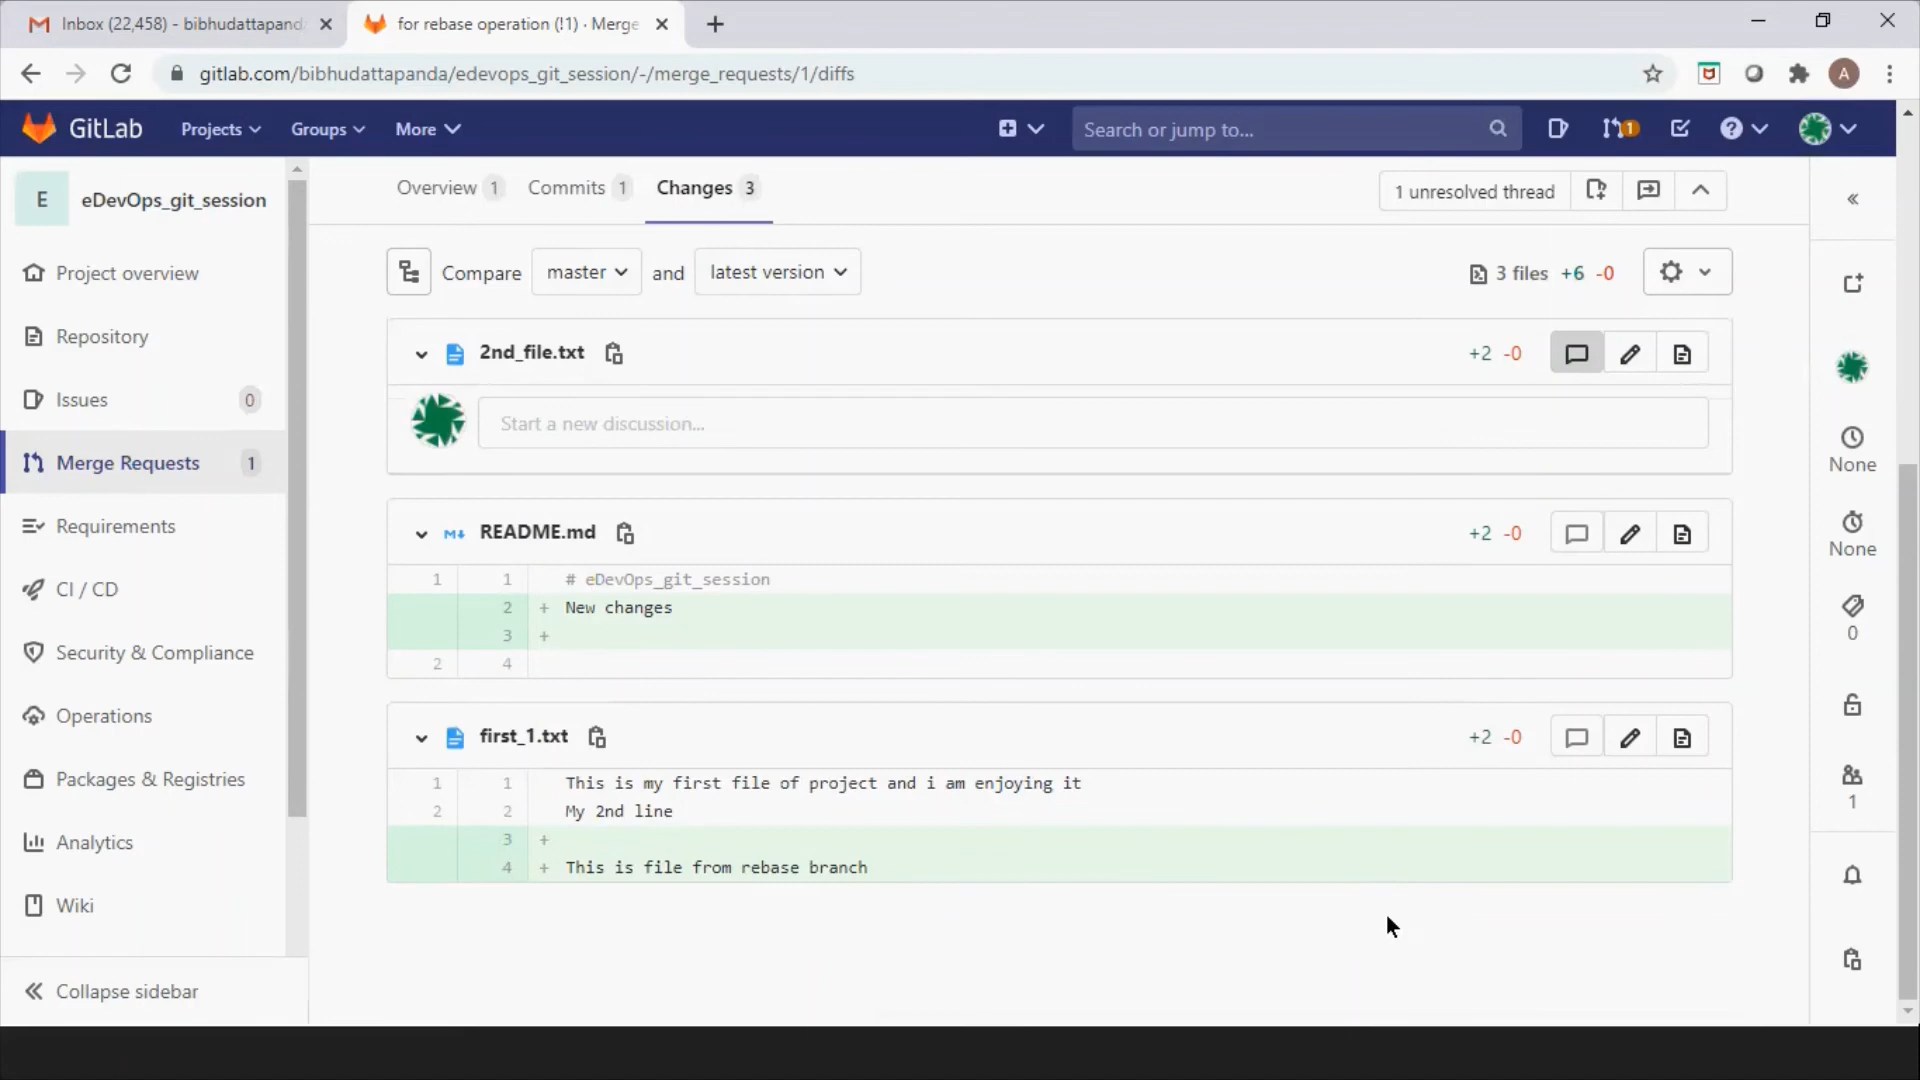 Inbox (22,458) - bibhudattapand
for rebase operation (!1) · Merge
gitlab.com/bibhudattapanda/edevops_git_session/-/merge_requests/1/diffs
A
GitLab
Projects
Groups
More
Search or jump to...
1
E
eDevOps_git_session
Project overview
Repository
Issues 0
Merge Requests 1
Requirements
CI / CD
Security & Compliance
Operations
Packages & Registries
Analytics
Wiki
Collapse sidebar
Overview 1
Commits 1
Changes 3
1 unresolved thread
Compare master and latest version
3 files +6 -0
2nd_file.txt
+2 -0
Start a new discussion...
README.md
+2 -0
1 1 # eDevOps_git_session
2 + New changes
3 +
2 4
first_1.txt
+2 -0
1 1 This is my first file of project and i am enjoying it
2 2 My 2nd line
3 +
4 + This is file from rebase branch
None
None
0
1